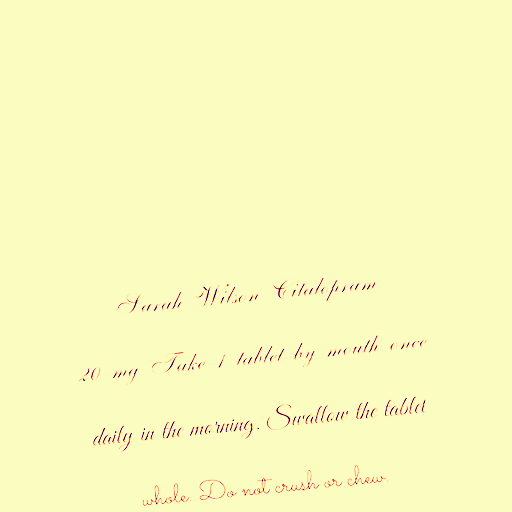 Sarah Wilson Citalopram
20 mg Take 1 tablet by mouth once
daily in the morning. Swallow the tablet
whole. Do not crush or chew.